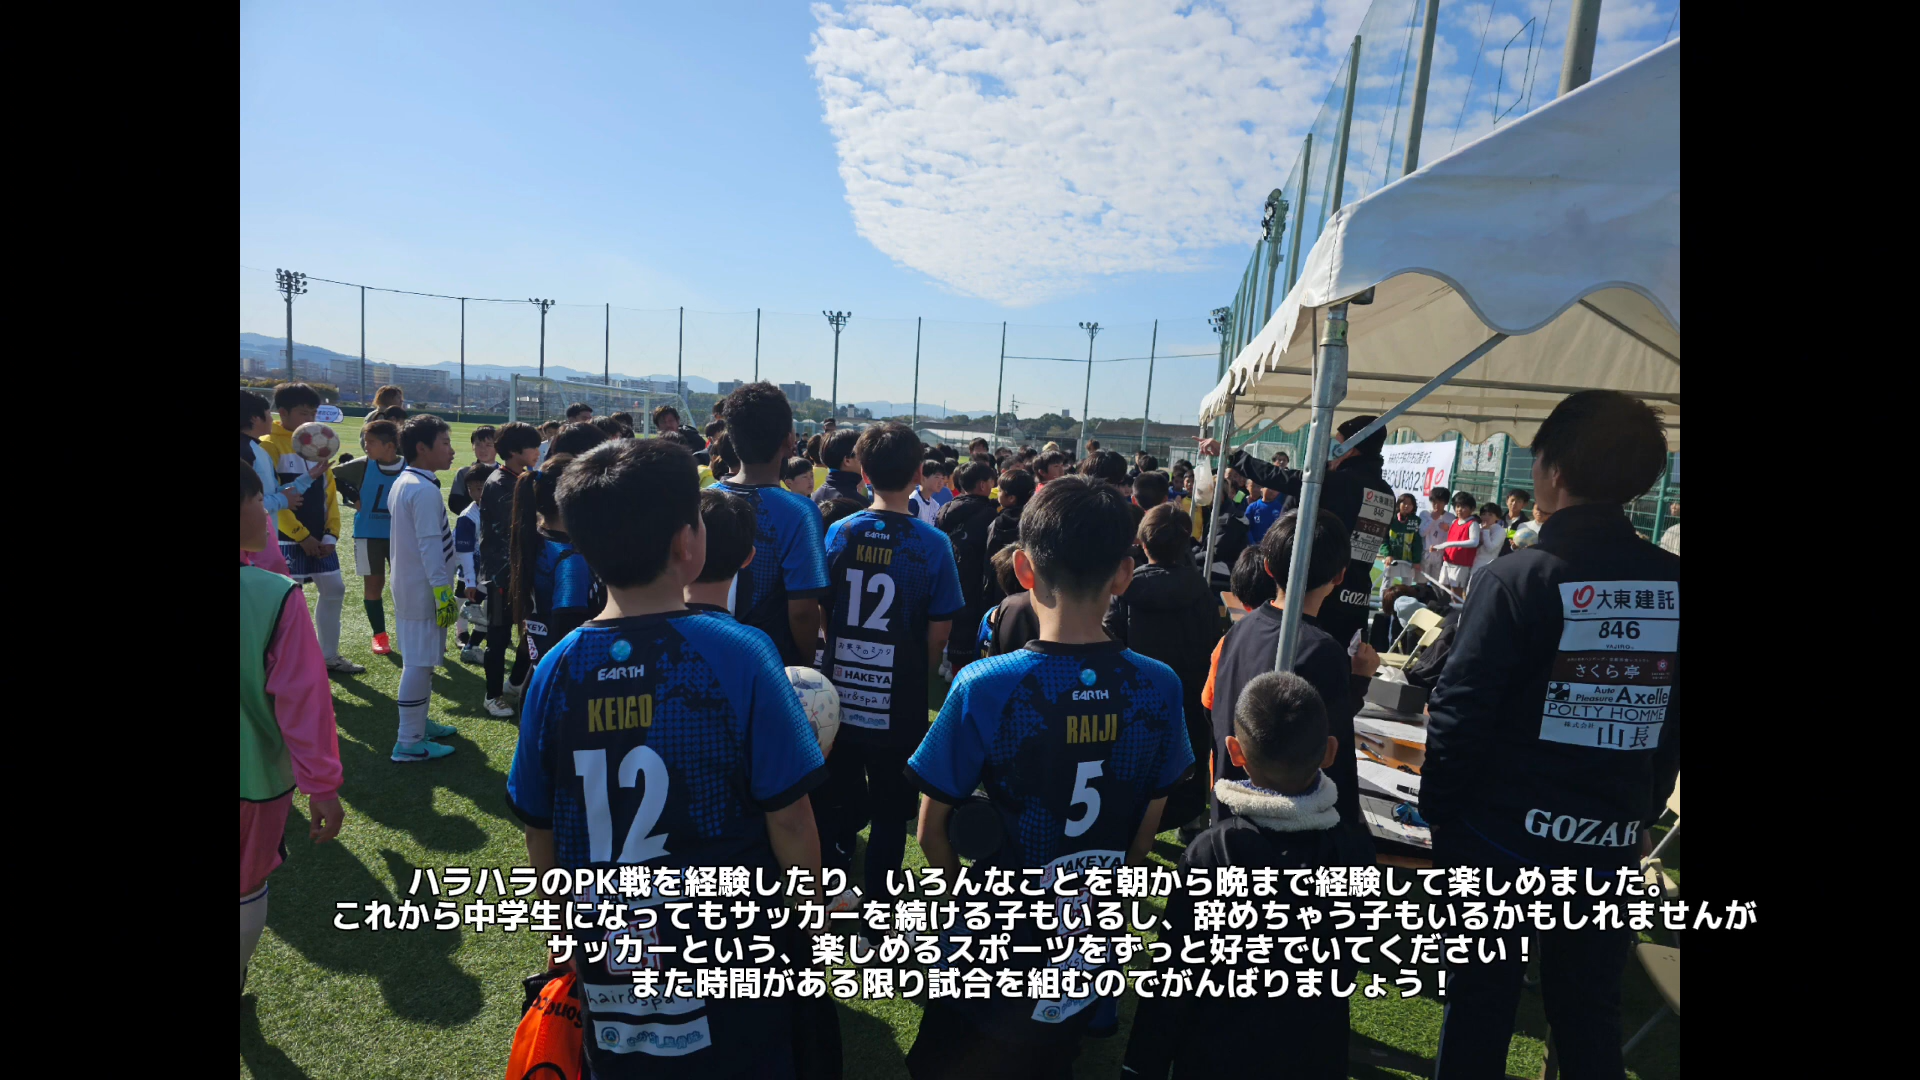 EARTH
KAITO
12
HAKEYA
EARTH
KEIGO
12
EARTH
RAIJI
5
HAKEYA
846
GOZAR
大東建託
846
さくら亭
Auto Pleasure Axelle
POLTY HOMME
株式会社 山長
GOZAR
ハラハラのPK戦を経験したり、いろんなことを朝から晩まで経験して楽しめました。
これから中学生になってもサッカーを続ける子もいるし、辞めちゃう子もいるかもしれませんが
サッカーという、楽しめるスポーツをずっと好きでいてください！
また時間がある限り試合を組むのでがんばりましょう！